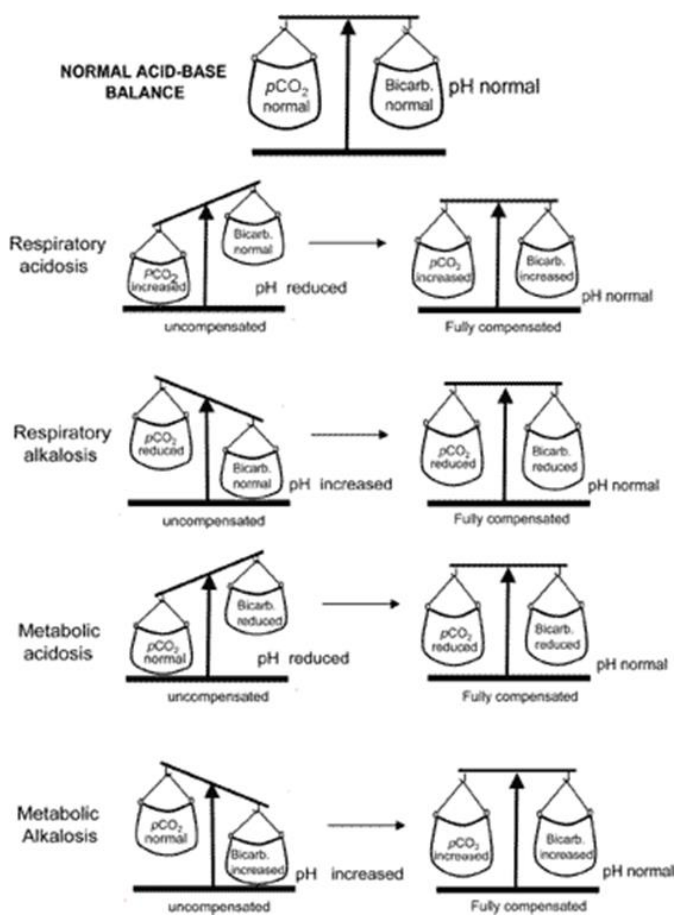 NORMAL ACID-BASE
BALANCE
pCO2
normal
Bicarb.
normal
pH normal
Respiratory
acidosis
PCO2
increased
Bicarb.
normal
pH reduced
uncompensated
pCO2
increased
Bicarb.
increased
pH normal
Fully compensated
Respiratory
alkalosis
pCO2
reduced
Bicarb.
normal
pH increased
uncompensated
pCO2
reduced
Bicarb.
reduced
pH normal
Fully compensated
Metabolic
acidosis
pCO2
normal
Bicarb.
reduced
pH reduced
uncompensated
pCO2
reduced
Bicarb.
reduced
pH normal
Fully compensated
Metabolic
Alkalosis
pCO2
normal
Bicarb.
increased
pH increased
uncompensated
pCO2
increased
Bicarb.
increased
pH normal
Fully compensated